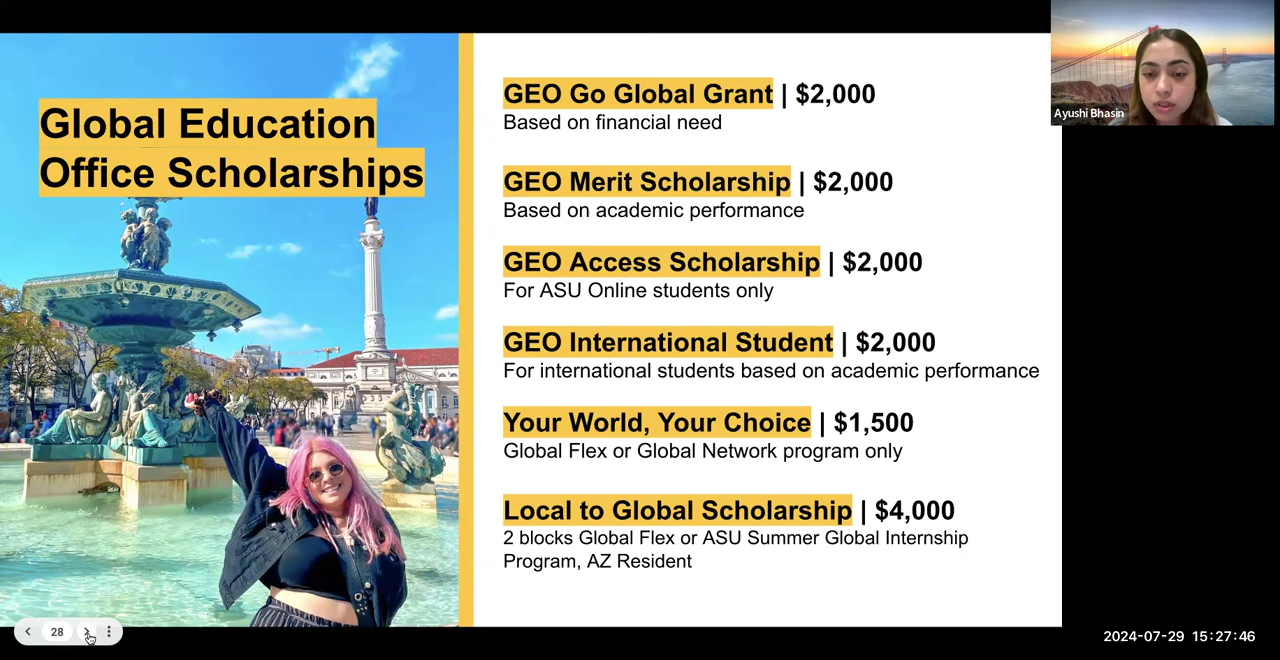 Global Education
Office Scholarships
GEO Go Global Grant | $2,000
Based on financial need
GEO Merit Scholarship | $2,000
Based on academic performance
GEO Access Scholarship | $2,000
For ASU Online students only
GEO International Student | $2,000
For international students based on academic performance
Your World, Your Choice | $1,500
Global Flex or Global Network program only
Local to Global Scholarship | $4,000
2 blocks Global Flex or ASU Summer Global Internship
Program, AZ Resident
Ayushi Bhasin
28
2024-07-29 15:27:46